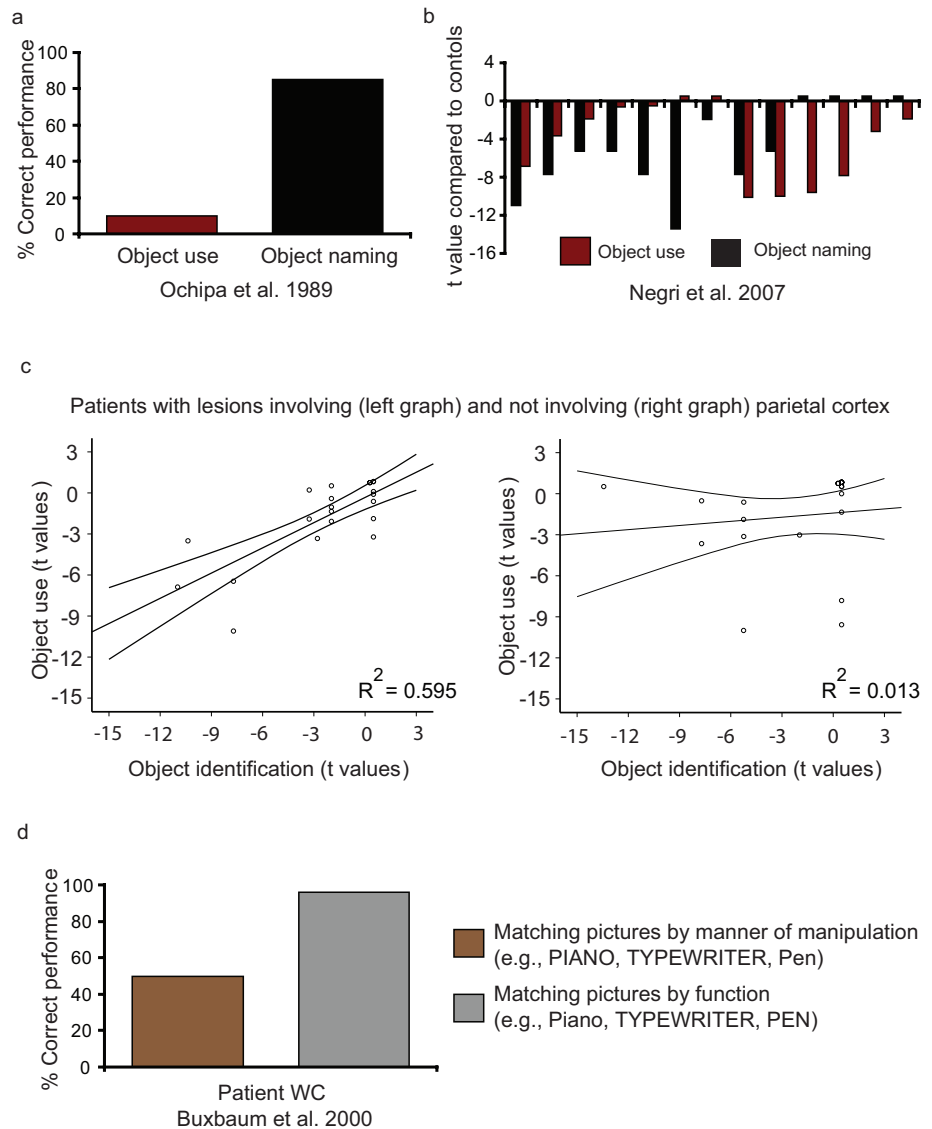 a
100
80
60
40
20
0
% Correct performance
Object use
Object naming
Ochipa et al. 1989
b
4
0
-4
-8
-12
-16
t value compared to contols
Object use
Object naming
Negri et al. 2007
c
Patients with lesions involving (left graph) and not involving (right graph) parietal cortex
3
0
-3
-6
-9
-12
-15
Object use (t values)
R2 = 0.595
-15 -12 -9 -6 -3 0 3
Object identification (t values)
3
0
-3
-6
-9
-12
-15
Object use (t values)
R2 = 0.013
-15 -12 -9 -6 -3 0 3
Object identification (t values)
d
100
80
60
40
20
0
% Correct performance
Patient WC
Buxbaum et al. 2000
Matching pictures by manner of manipulation
(e.g., PIANO, TYPEWRITER, Pen)
Matching pictures by function
(e.g., Piano, TYPEWRITER, PEN)